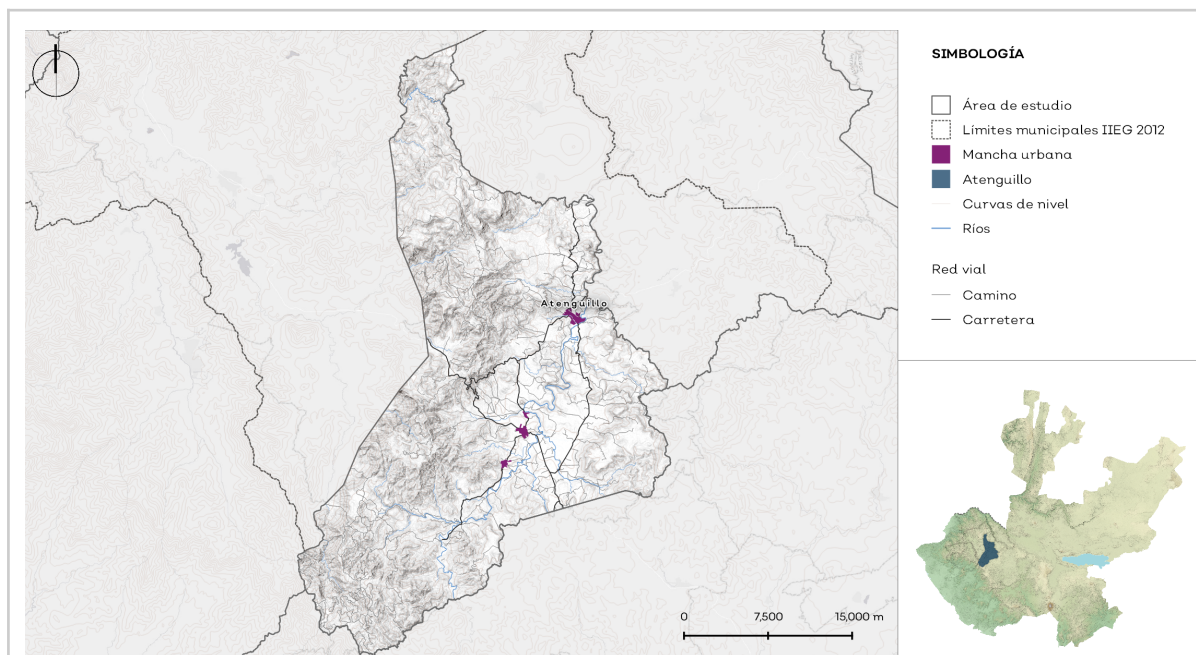 Atenguillo
0 7,500 15,000 m
SIMBOLOGÍA
Área de estudio
Límites municipales IIEG 2012
Mancha urbana
Atenguillo
Curvas de nivel
Ríos
Red vial
Camino
Carretera